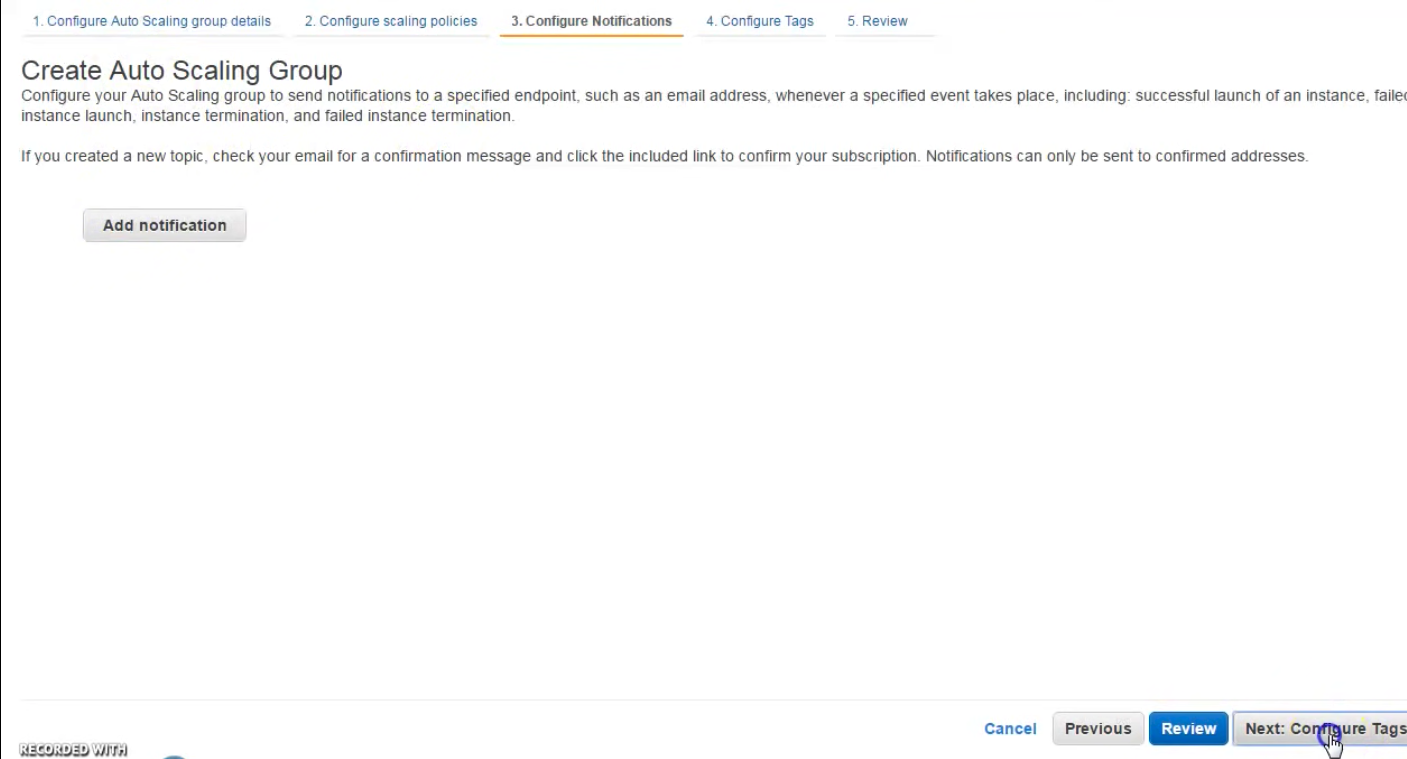 1. Configure Auto Scaling group details 2. Configure scaling policies 3. Configure Notifications 4. Configure Tags 5. Review
Create Auto Scaling Group
Configure your Auto Scaling group to send notifications to a specified endpoint, such as an email address, whenever a specified event takes place, including: successful launch of an instance, failed
instance launch, instance termination, and failed instance termination.
If you created a new topic, check your email for a confirmation message and click the included link to confirm your subscription. Notifications can only be sent to confirmed addresses.
Add notification
Cancel Previous Review Next: Configure Tags
RECORDED WITH